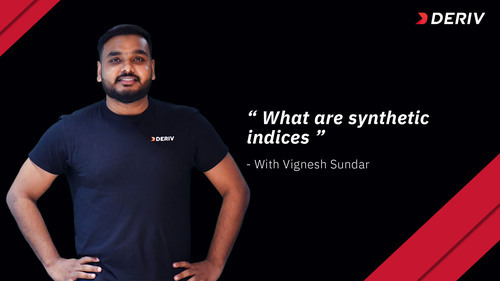 DERIV
DERIV
“ What are synthetic
indices ”
- With Vignesh Sundar